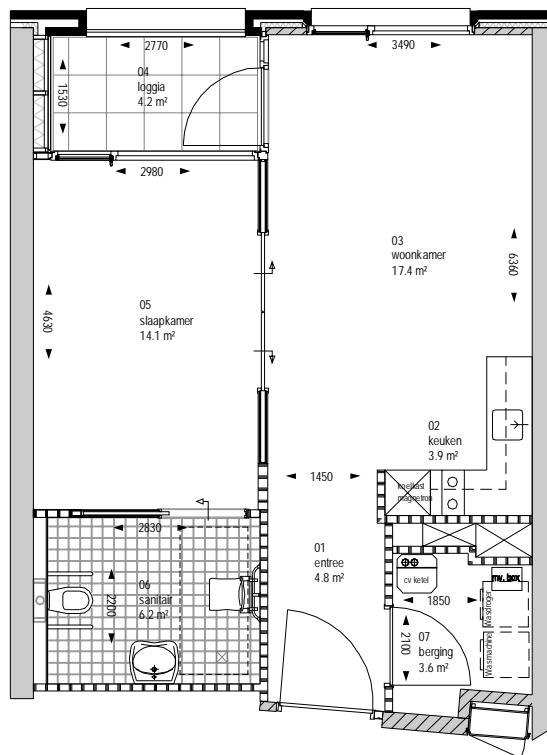 2770
3490
04
loggia
4.2 m²
1530
2980
03
woonkamer
17.4 m²
6360
05
slaapkamer
14.1 m²
4630
02
keuken
3.9 m²
1450
koelkast
magnetron
2830
01
entree
4.8 m²
mv. box
cv ketel
1850
Wasdroger
06
sanitair
6.2 m²
2200
07
berging
3.6 m²
2100
Wasmachine